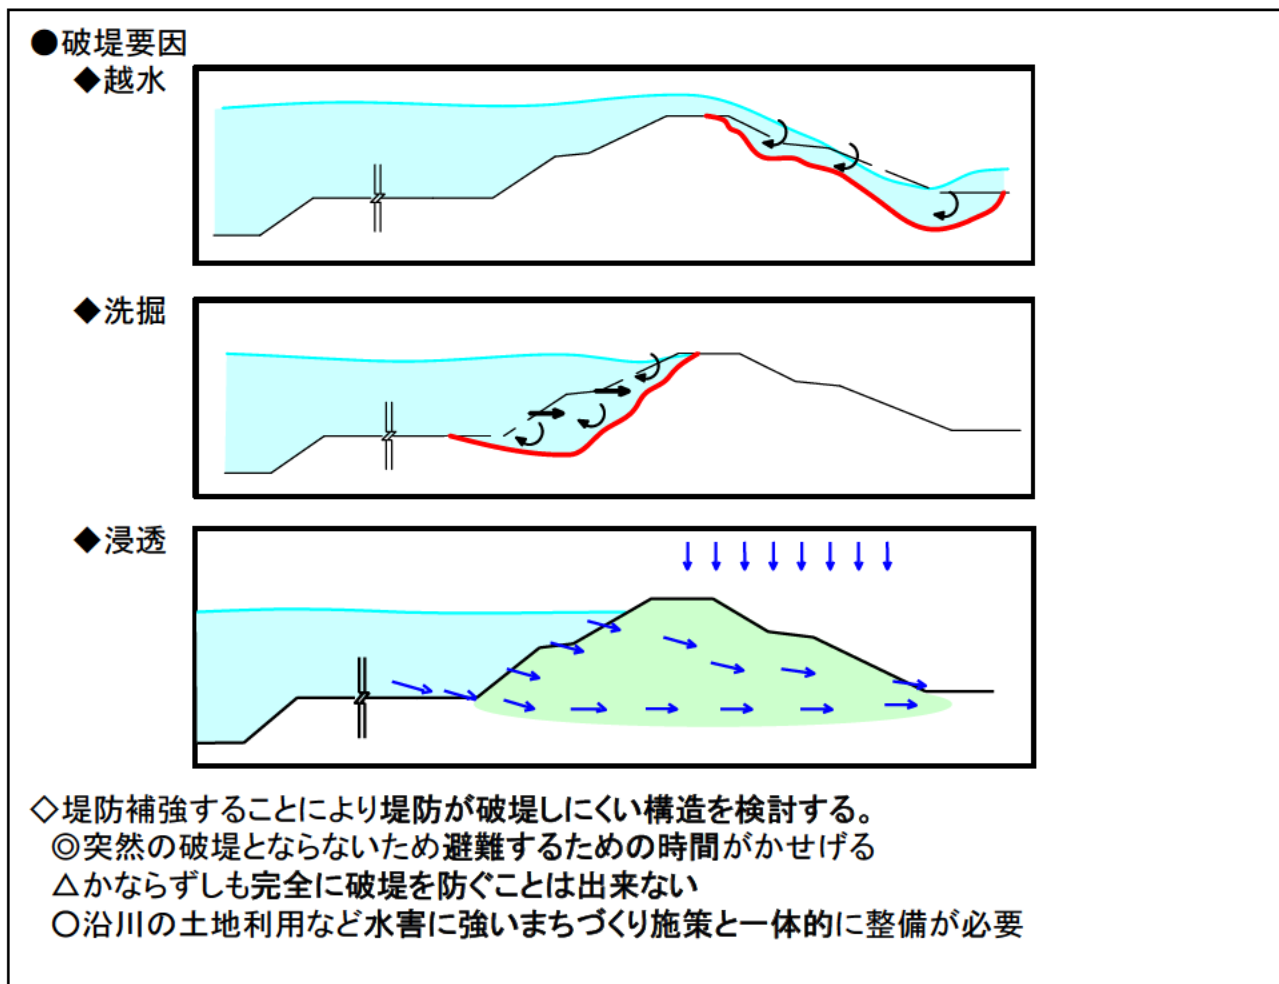 ●破堤要因
◆越水
◆洗掘
◆浸透
◇堤防補強することにより堤防が破堤しにくい構造を検討する。
◎突然の破堤とならないため避難するための時間がかせげる
△かならずしも完全に破堤を防ぐことは出来ない
〇沿川の土地利用など水害に強いまちづくり施策と一体的に整備が必要